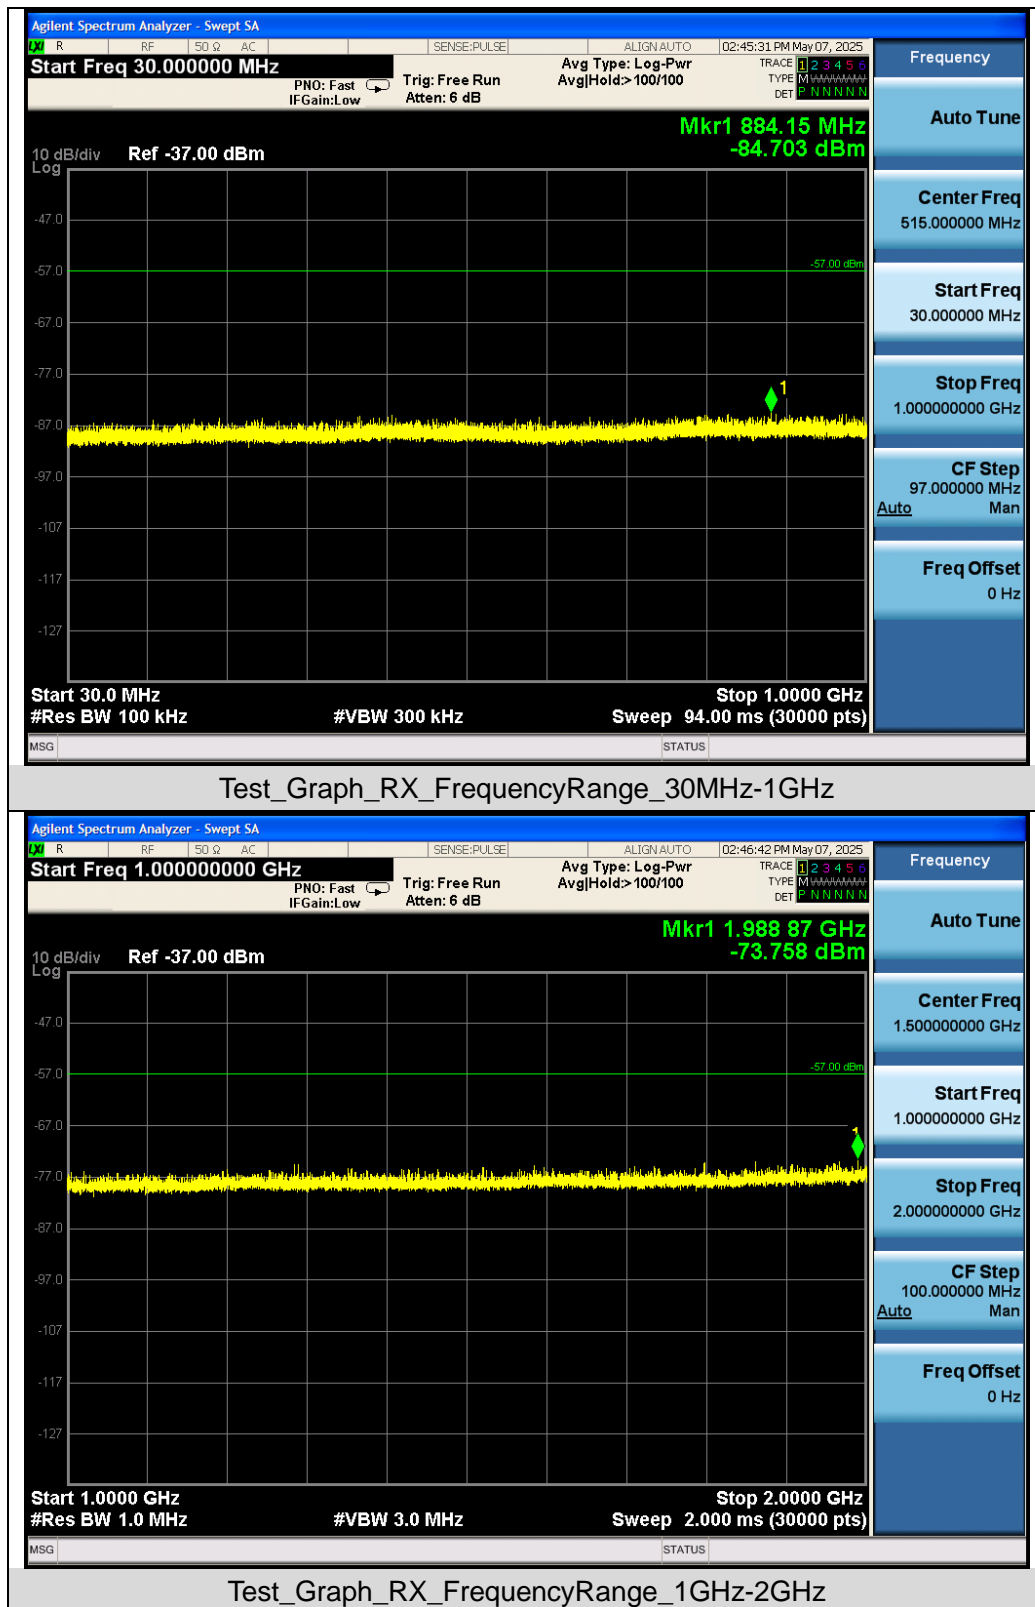 Agilent Spectrum Analyzer - Swept SA
LXI R RF 50 Ω AC SENSE:PULSE ALIGN AUTO 02:45:31 PM May 07, 2025
Start Freq 30.000000 MHz
PNO: Fast
IFGain:Low
Trig: Free Run
Atten: 6 dB
Avg Type: Log-Pwr
Avg|Hold:>100/100
TRACE 1 2 3 4 5 6
TYPE M WWWWW
DET P N N N N N
Mkr1 884.15 MHz
-84.703 dBm
10 dB/div Ref -37.00 dBm
Log
-47.0
-57.0
-57.00 dBm
-67.0
-77.0
1
-87.0
-97.0
-107
-117
-127
Start 30.0 MHz Stop 1.0000 GHz
#Res BW 100 kHz #VBW 300 kHz Sweep 94.00 ms (30000 pts)
MSG STATUS
Frequency
Auto Tune
Center Freq
515.000000 MHz
Start Freq
30.000000 MHz
Stop Freq
1.000000000 GHz
CF Step
97.000000 MHz
Auto Man
Freq Offset
0 Hz
Test_Graph_RX_FrequencyRange_30MHz-1GHz
Agilent Spectrum Analyzer - Swept SA
LXI R RF 50 Ω AC SENSE:PULSE ALIGN AUTO 02:46:42 PM May 07, 2025
Start Freq 1.000000000 GHz
PNO: Fast
IFGain:Low
Trig: Free Run
Atten: 6 dB
Avg Type: Log-Pwr
Avg|Hold:>100/100
TRACE 1 2 3 4 5 6
TYPE M WWWWW
DET P N N N N N
Mkr1 1.988 87 GHz
-73.758 dBm
10 dB/div Ref -37.00 dBm
Log
-47.0
-57.0
-57.00 dBm
-67.0
1
-77.0
-87.0
-97.0
-107
-117
-127
Start 1.0000 GHz Stop 2.0000 GHz
#Res BW 1.0 MHz #VBW 3.0 MHz Sweep 2.000 ms (30000 pts)
MSG STATUS
Frequency
Auto Tune
Center Freq
1.500000000 GHz
Start Freq
1.000000000 GHz
Stop Freq
2.000000000 GHz
CF Step
100.000000 MHz
Auto Man
Freq Offset
0 Hz
Test_Graph_RX_FrequencyRange_1GHz-2GHz